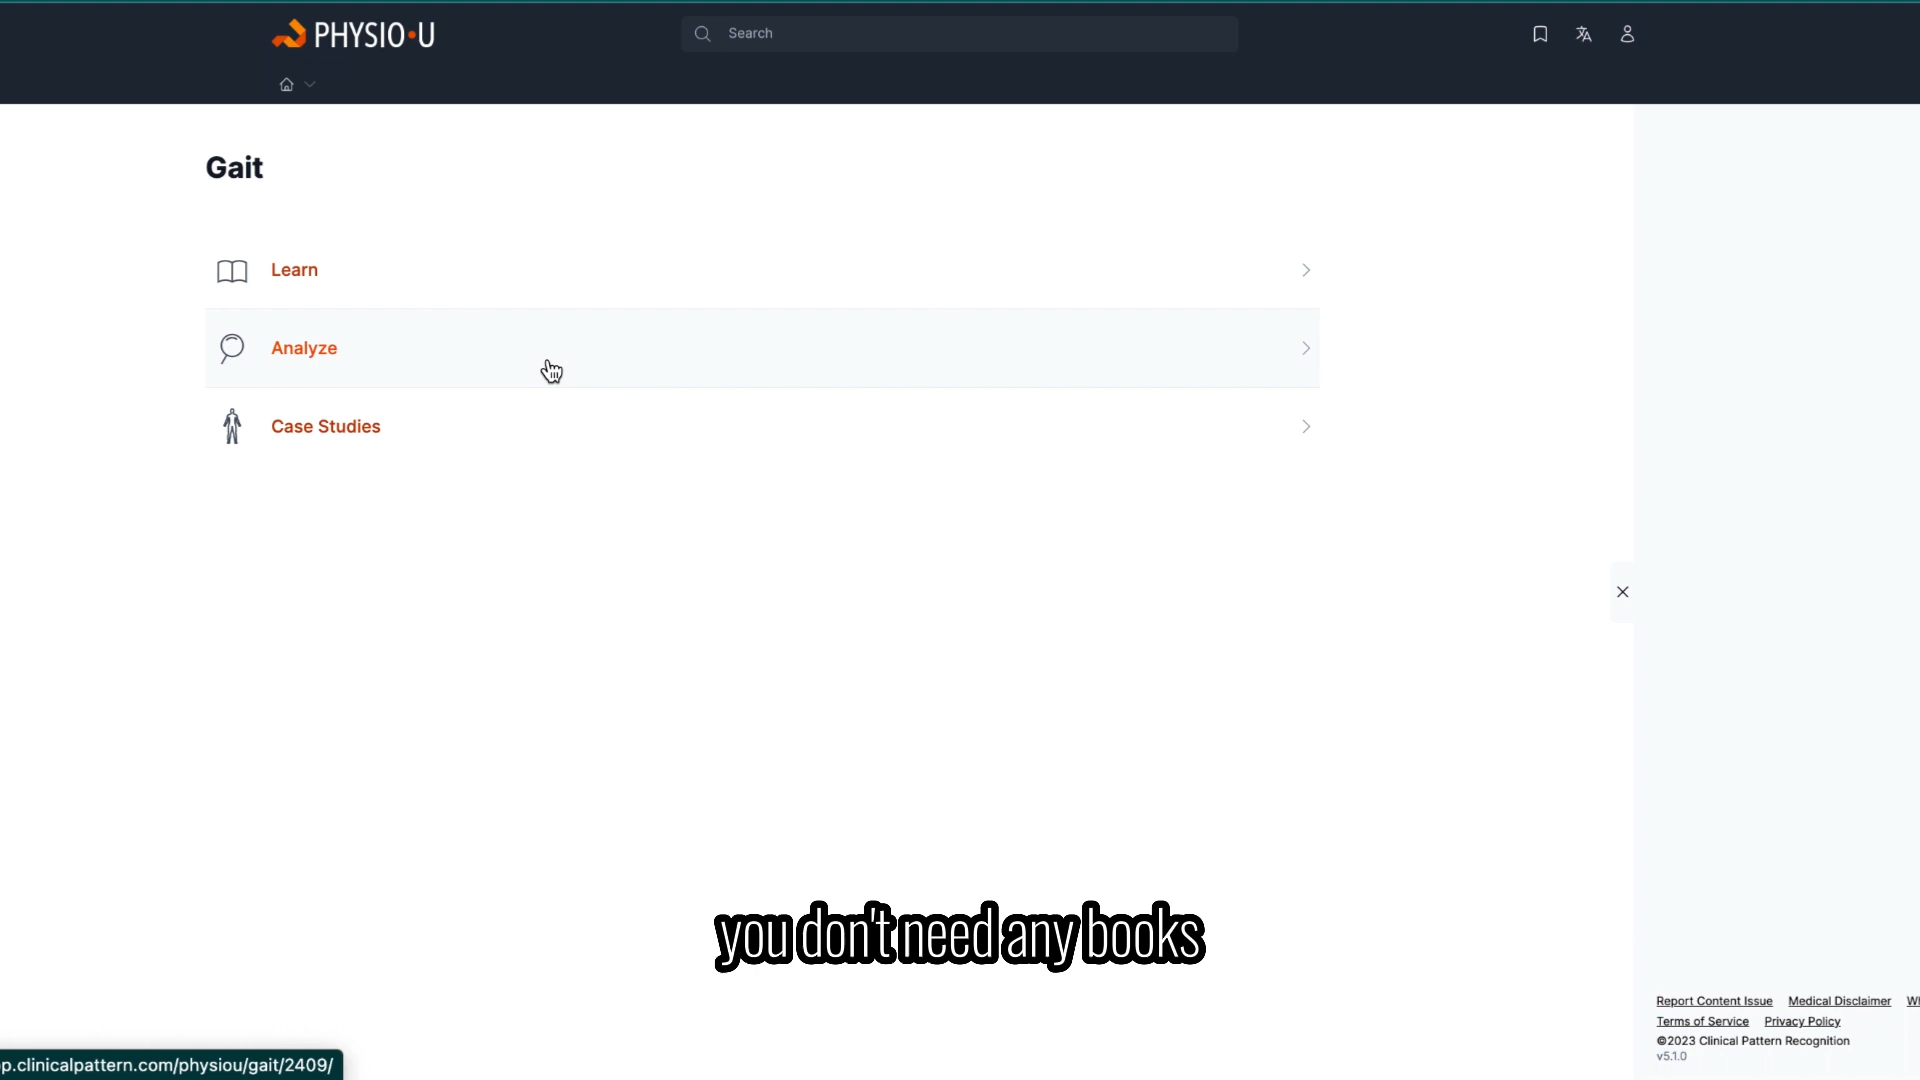 PHYSIO•U
Search
Gait
Learn
Analyze
Case Studies
you don't need any books
Report Content Issue Medical Disclaimer
Terms of Service Privacy Policy
©2023 Clinical Pattern Recognition
v5.1.0
p.clinicalpattern.com/physiou/gait/2409/